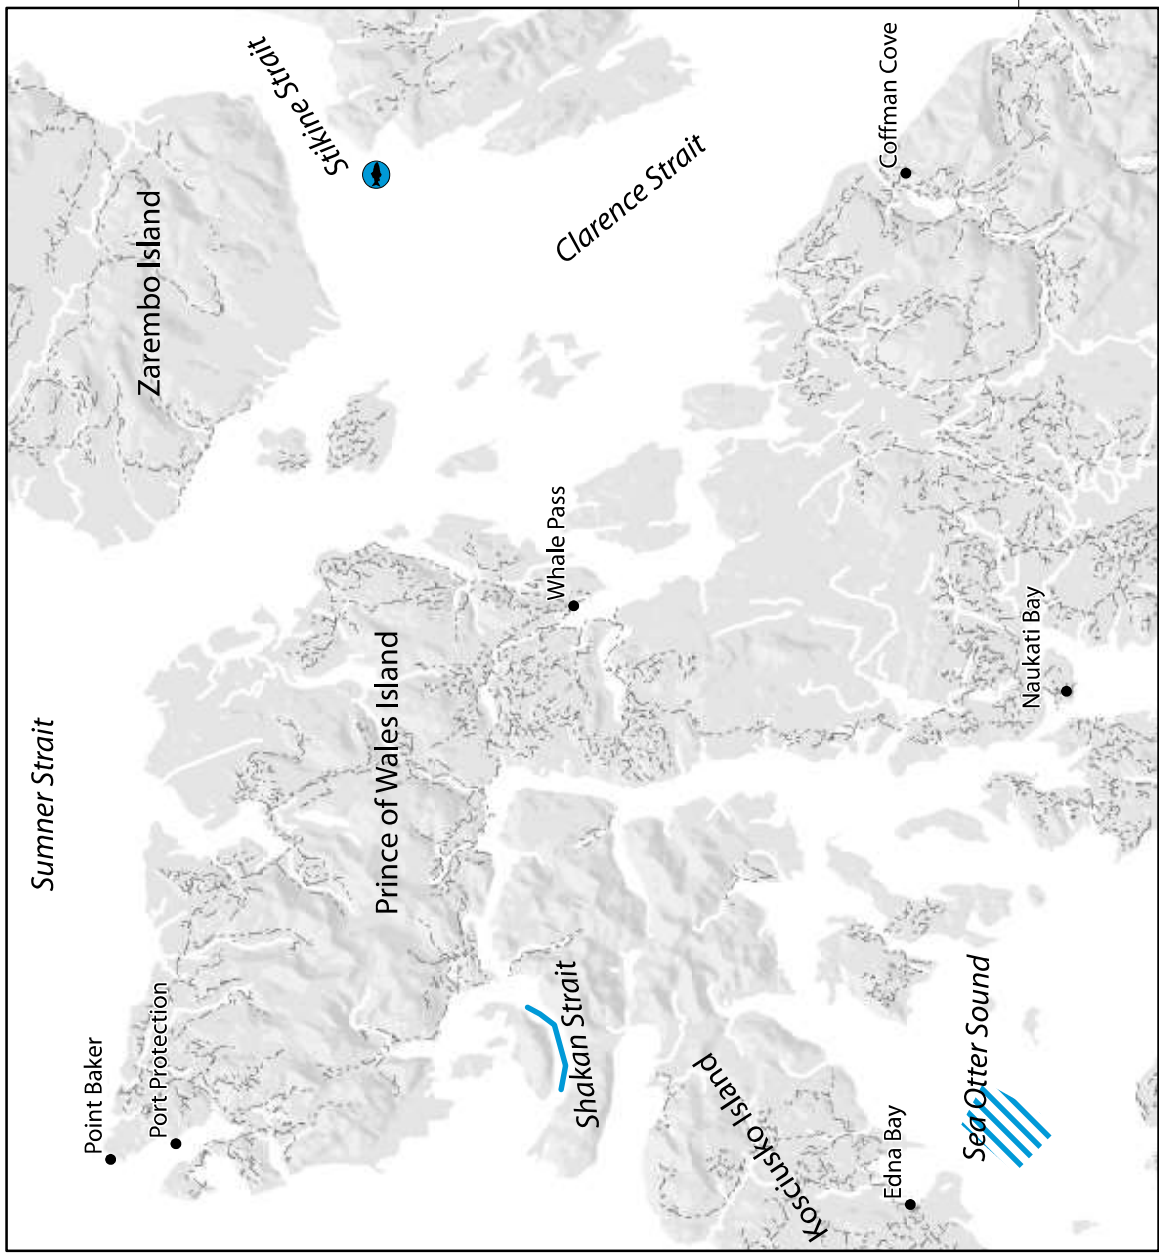 Point Baker
Port Protection
Sumner Strait
Prince of Wales Island
Zarembo Island
Stikine Strait
Clarence Strait
Coffman Cove
Whale Pass
Naukati Bay
Shakan Strait
Kosciusko Island
Edna Bay
Sea Otter Sound